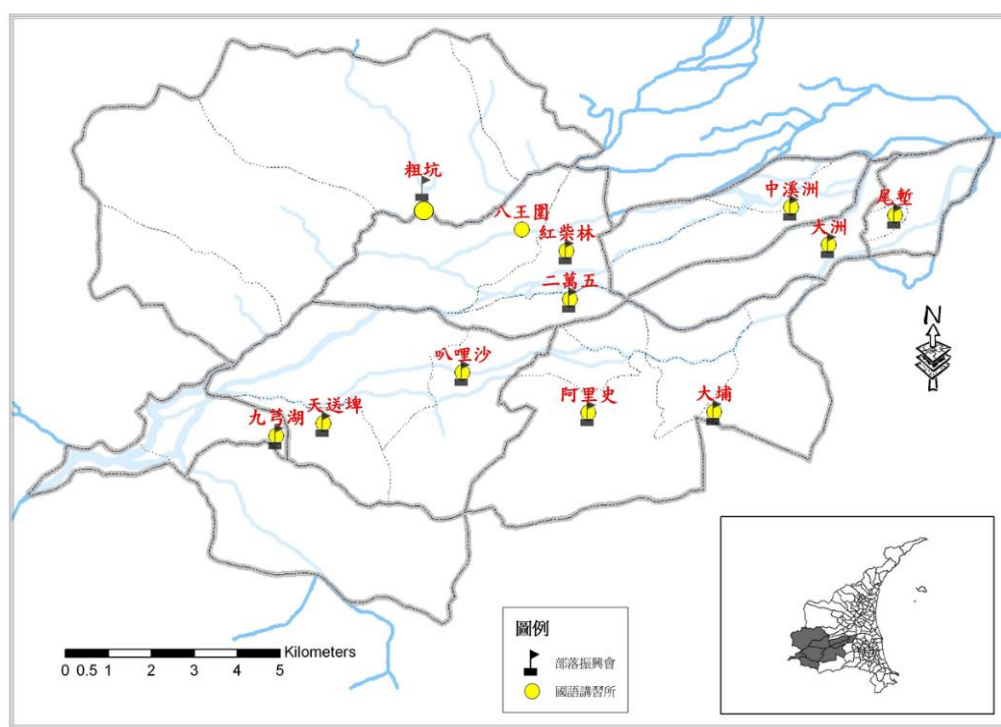 粗坑
八王圍
紅柴林
中溪洲
尾塹
大洲
二萬五
叭哩沙
天送埤
九芎湖
阿里史
大埔
N
Kilometers
0 0.5 1 2 3 4 5
圖例
部落振興會
國語講習所